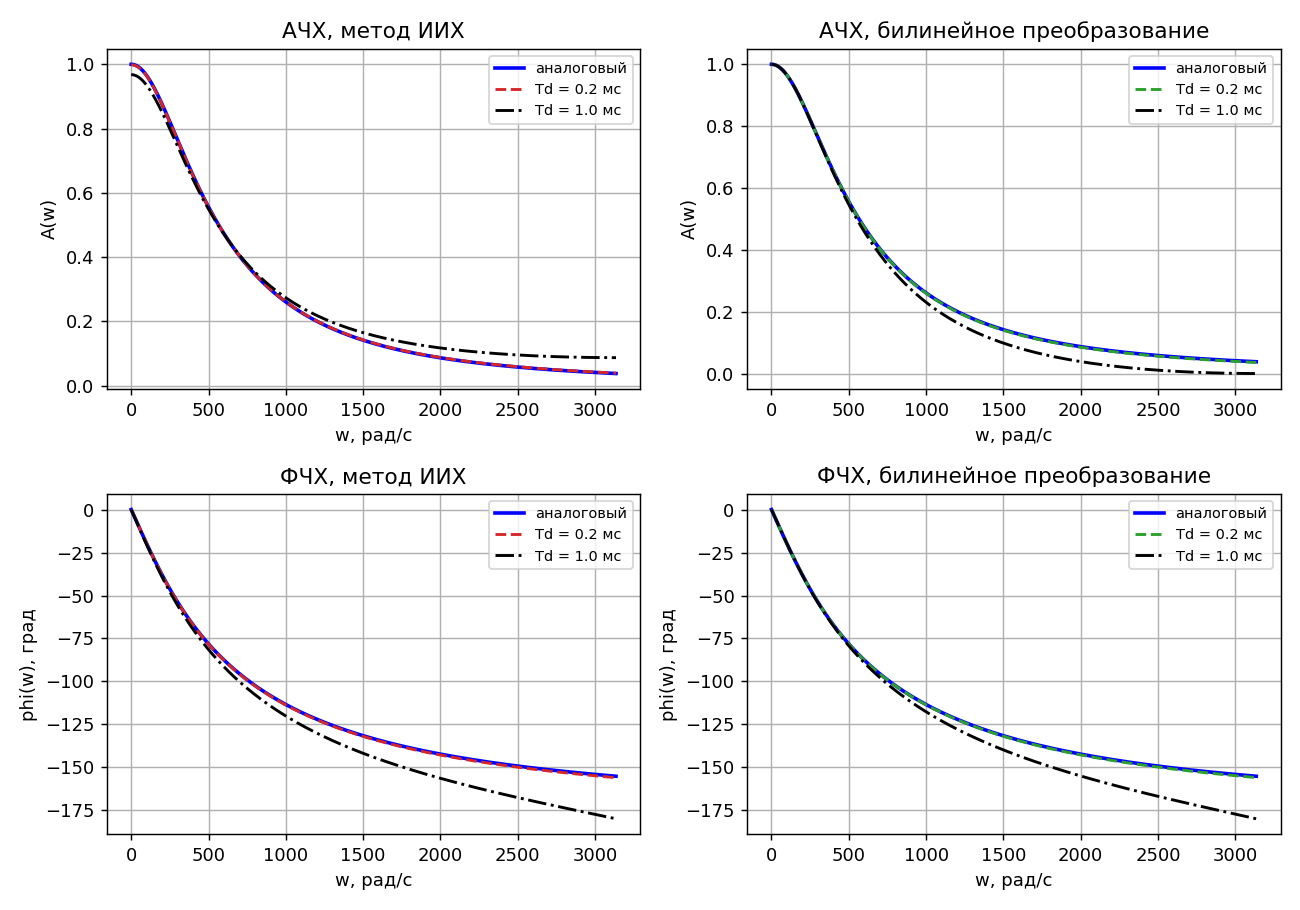 АЧХ, метод ИИХ
1.0
0.8
0.6
0.4
0.2
0.0
A(w)
аналоговый
Td = 0.2 мс
Td = 1.0 мс
0 500 1000 1500 2000 2500 3000
w, рад/с
АЧХ, билинейное преобразование
1.0
0.8
0.6
0.4
0.2
0.0
A(w)
аналоговый
Td = 0.2 мс
Td = 1.0 мс
0 500 1000 1500 2000 2500 3000
w, рад/с
ФЧХ, метод ИИХ
0
−25
−50
−75
−100
−125
−150
−175
phi(w), град
аналоговый
Td = 0.2 мс
Td = 1.0 мс
0 500 1000 1500 2000 2500 3000
w, рад/с
ФЧХ, билинейное преобразование
0
−25
−50
−75
−100
−125
−150
−175
phi(w), град
аналоговый
Td = 0.2 мс
Td = 1.0 мс
0 500 1000 1500 2000 2500 3000
w, рад/с